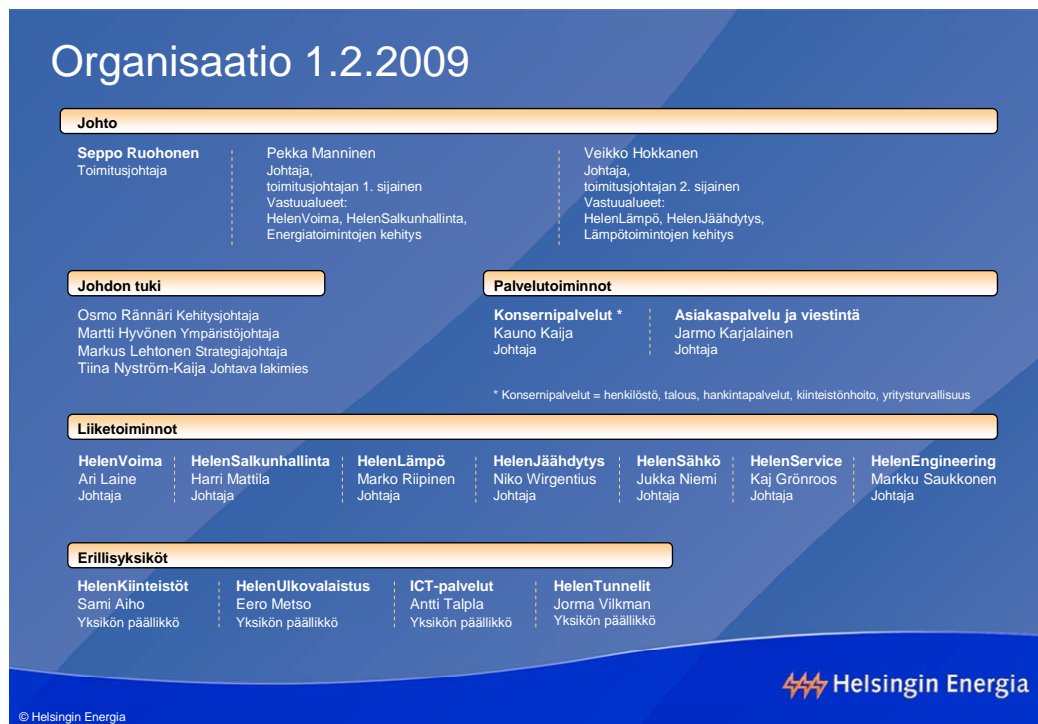 Organisaatio 1.2.2009
Johto
Seppo Ruohonen
Toimitusjohtaja
Pekka Manninen
Johtaja,
toimitusjohtajan 1. sijainen
Vastuualueet:
HelenVoima, HelenSalkunhallinta,
Energiatoimintojen kehitys
Veikko Hokkanen
Johtaja,
toimitusjohtajan 2. sijainen
Vastuualueet:
HelenLämpö, HelenJäähdytys,
Lämpötoimintojen kehitys
Johdon tuki
Osmo Rännäri Kehitysjohtaja
Martti Hyvönen Ympäristöjohtaja
Markus Lehtonen Strategiajohtaja
Tiina Nyström-Kaija Johtava lakimies
Palvelutoiminnot
Konsernipalvelut *
Kauno Kaija
Johtaja
Asiakaspalvelu ja viestintä
Jarmo Karjalainen
Johtaja
* Konsernipalvelut = henkilöstö, talous, hankintapalvelut, kiinteistönhoito, yritysturvallisuus
Liiketoiminnot
HelenVoima
Ari Laine
Johtaja
HelenSalkunhallinta
Harri Mattila
Johtaja
HelenLämpö
Marko Riipinen
Johtaja
HelenJäähdytys
Niko Wirgentius
Johtaja
HelenSähkö
Jukka Niemi
Johtaja
HelenService
Kaj Grönroos
Johtaja
HelenEngineering
Markku Saukkonen
Johtaja
Erillisyksiköt
HelenKiinteistöt
Sami Aiho
Yksikön päällikkö
HelenUlkovalaistus
Eero Metso
Yksikön päällikkö
ICT-palvelut
Antti Talpla
Yksikön päällikkö
HelenTunnelit
Jorma Vilkman
Yksikön päällikkö
Helsingin Energia
© Helsingin Energia